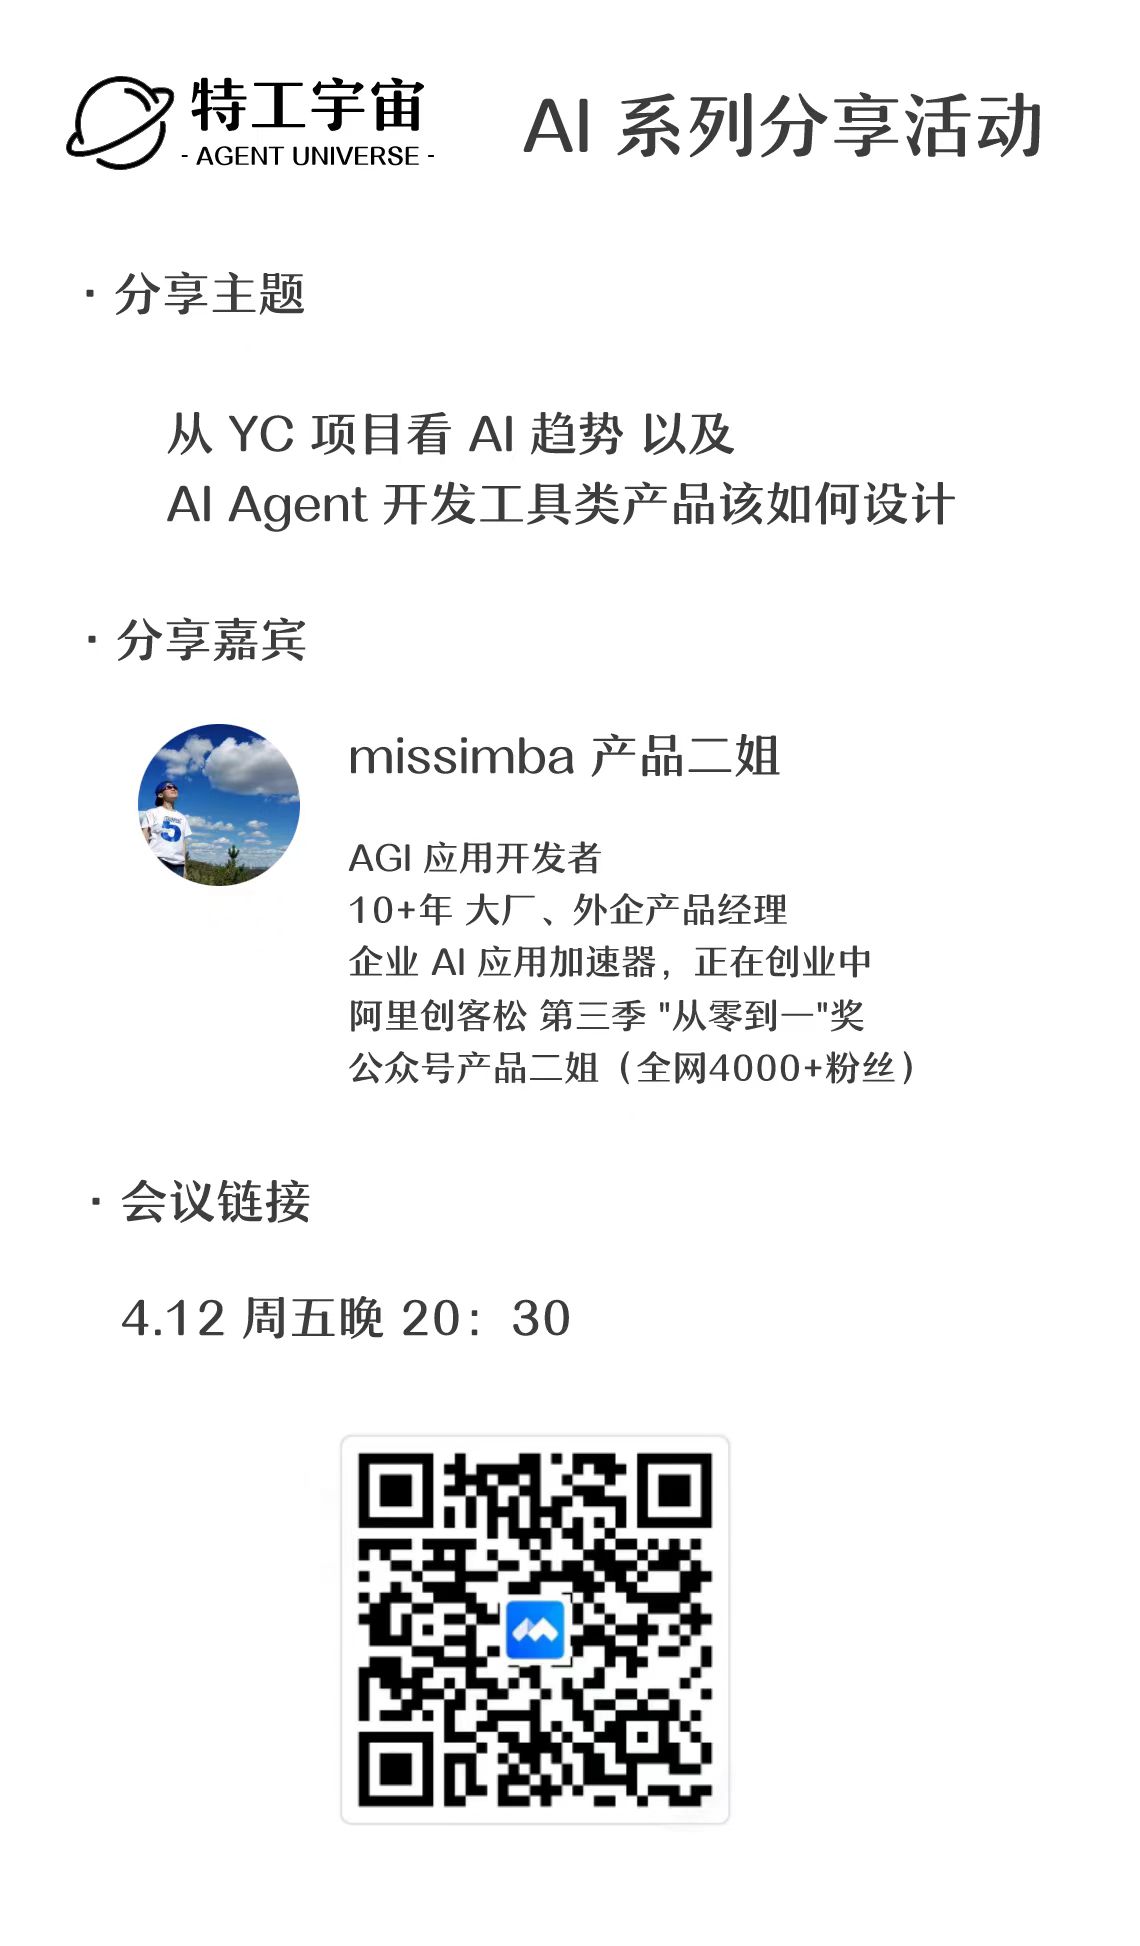 特工宇宙
- AGENT UNIVERSE -
AI 系列分享活动
· 分享主题
从 YC 项目看 AI 趋势 以及
AI Agent 开发工具类产品该如何设计
· 分享嘉宾
5
missimba 产品二姐
AGI 应用开发者
10+年 大厂、外企产品经理
企业 AI 应用加速器，正在创业中
阿里创客松 第三季 "从零到一"奖
公众号产品二姐（全网4000+粉丝）
· 会议链接
4.12 周五晚 20：30